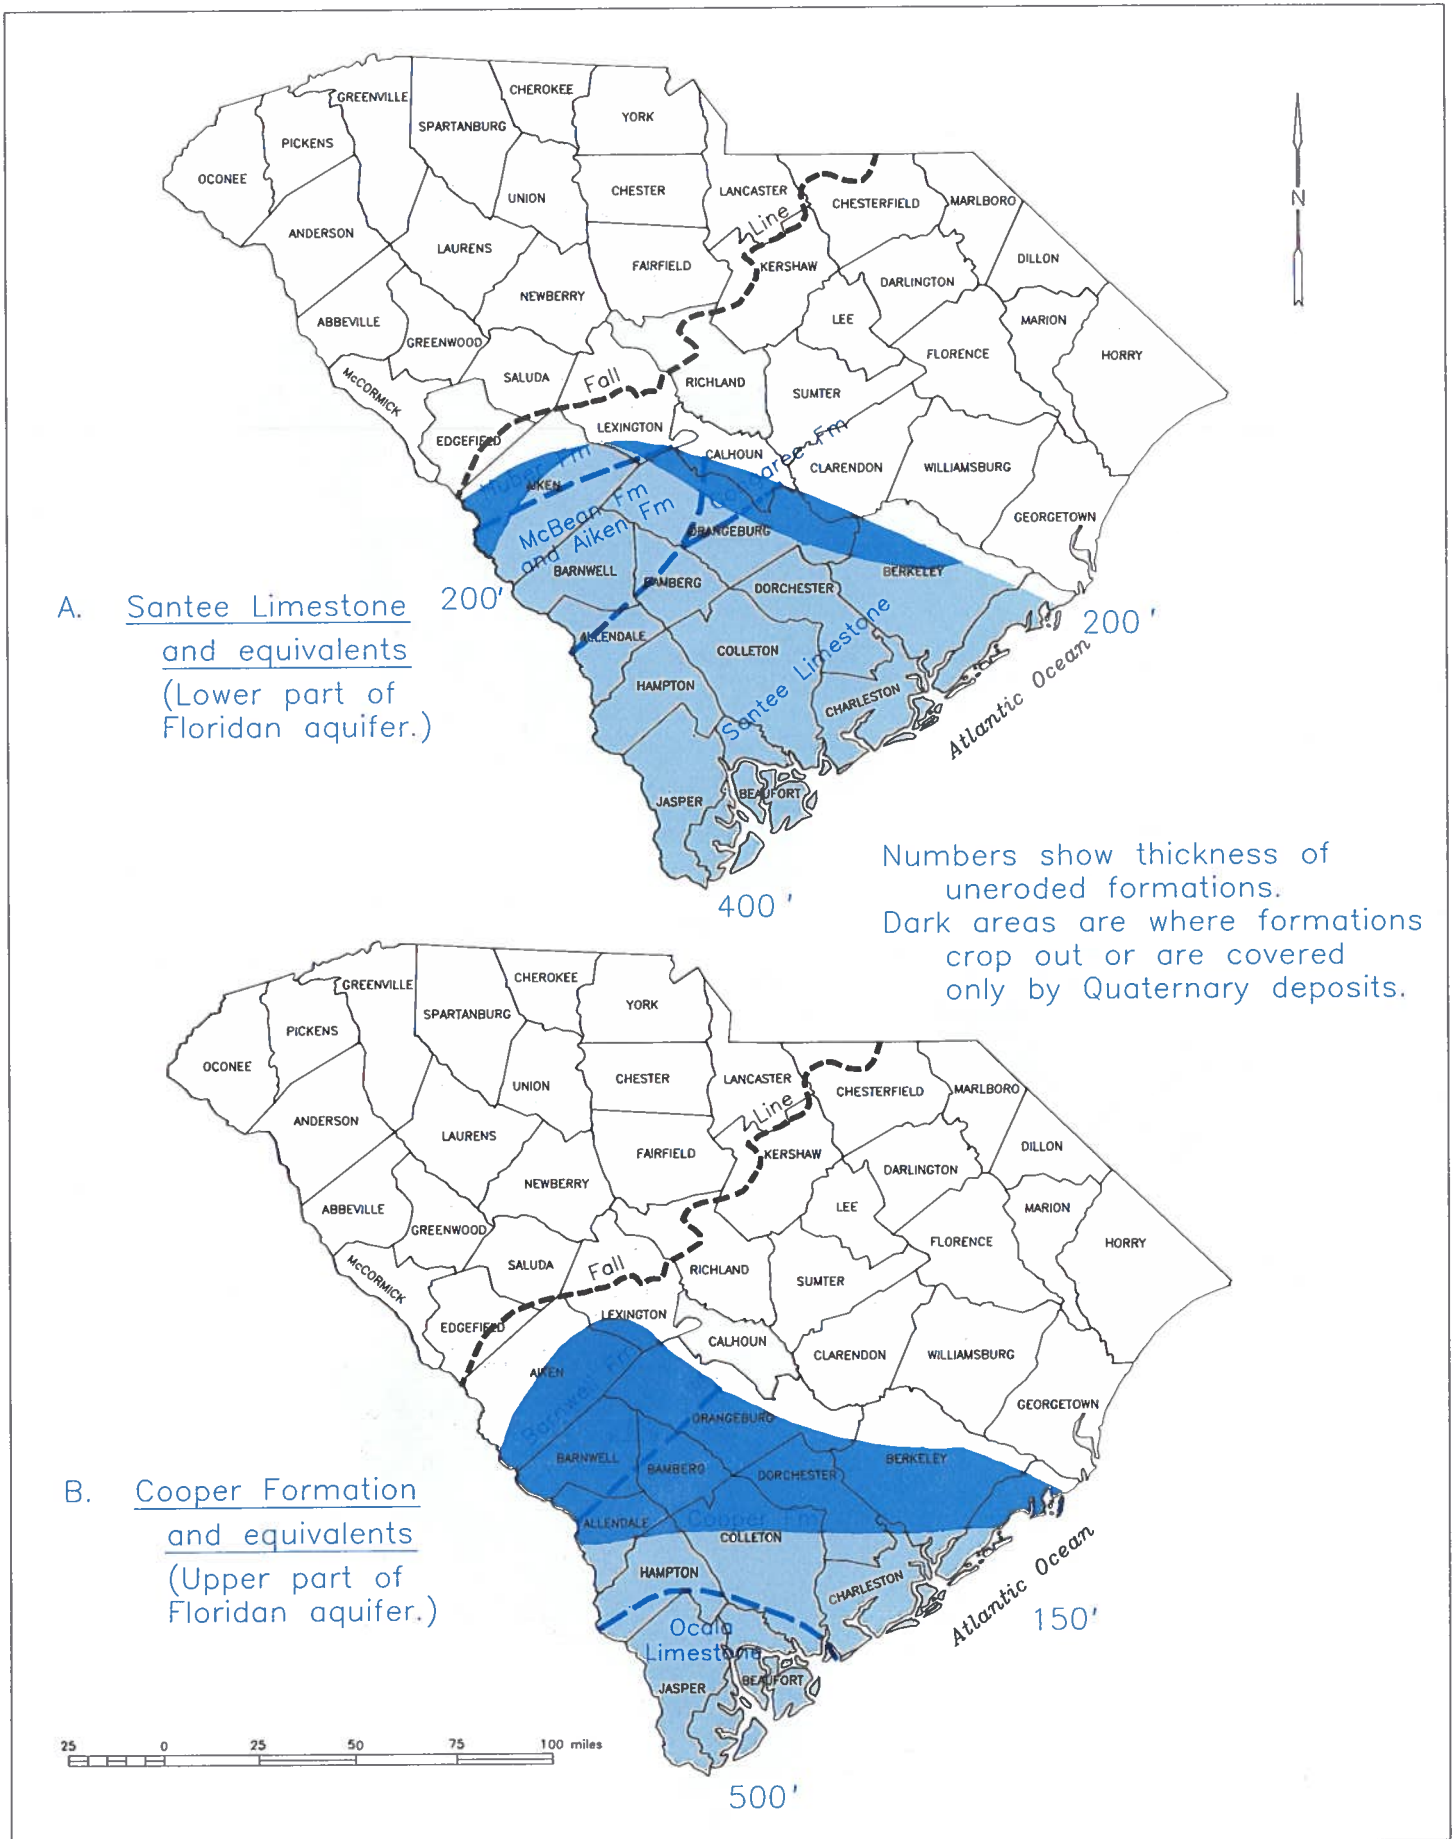 CHEROKEE
GREENVILLE
YORK
SPARTANBURG
PICKENS
OCONEE
CHESTER
LANCASTER
UNION
MARLBORO
CHESTERFIELD
Line
ANDERSON
LAURENS
DILLON
FAIRFIELD
KERSHAW
DARLINGTON
NEWBERRY
LEE
MARION
ABBEVILLE
GREENWOOD
FLORENCE
HORRY
SALUDA
Fall
RICHLAND
McCORMICK
SUMTER
LEXINGTON
EDGEFIELD
CALHOUN
Congaree Fm
CLARENDON
WILLIAMSBURG
Huber Fm
AIKEN
McBean Fm
and Aiken Fm
GEORGETOWN
ORANGEBURG
BARNWELL
BAMBERG
DORCHESTER
BERKELEY
N
A. Santee Limestone
and equivalents
(Lower part of
Floridan aquifer.)
200'
200'
ALLENDALE
COLLETON
Santee Limestone
HAMPTON
CHARLESTON
Atlantic Ocean
JASPER
BEAUFORT
400'
Numbers show thickness of
uneroded formations.
Dark areas are where formations
crop out or are covered
only by Quaternary deposits.
CHEROKEE
GREENVILLE
YORK
SPARTANBURG
PICKENS
OCONEE
CHESTER
LANCASTER
UNION
MARLBORO
CHESTERFIELD
Line
ANDERSON
LAURENS
DILLON
FAIRFIELD
KERSHAW
DARLINGTON
NEWBERRY
LEE
MARION
ABBEVILLE
GREENWOOD
FLORENCE
HORRY
SALUDA
Fall
RICHLAND
McCORMICK
SUMTER
LEXINGTON
EDGEFIELD
CALHOUN
CLARENDON
WILLIAMSBURG
AIKEN
Barnwell Fm
GEORGETOWN
ORANGEBURG
BARNWELL
BAMBERG
DORCHESTER
BERKELEY
B. Cooper Formation
and equivalents
(Upper part of
Floridan aquifer.)
ALLENDALE
Cooper Fm
COLLETON
HAMPTON
CHARLESTON
Atlantic Ocean
150'
Ocala
Limestone
JASPER
BEAUFORT
500'
25 0 25 50 75 100 miles